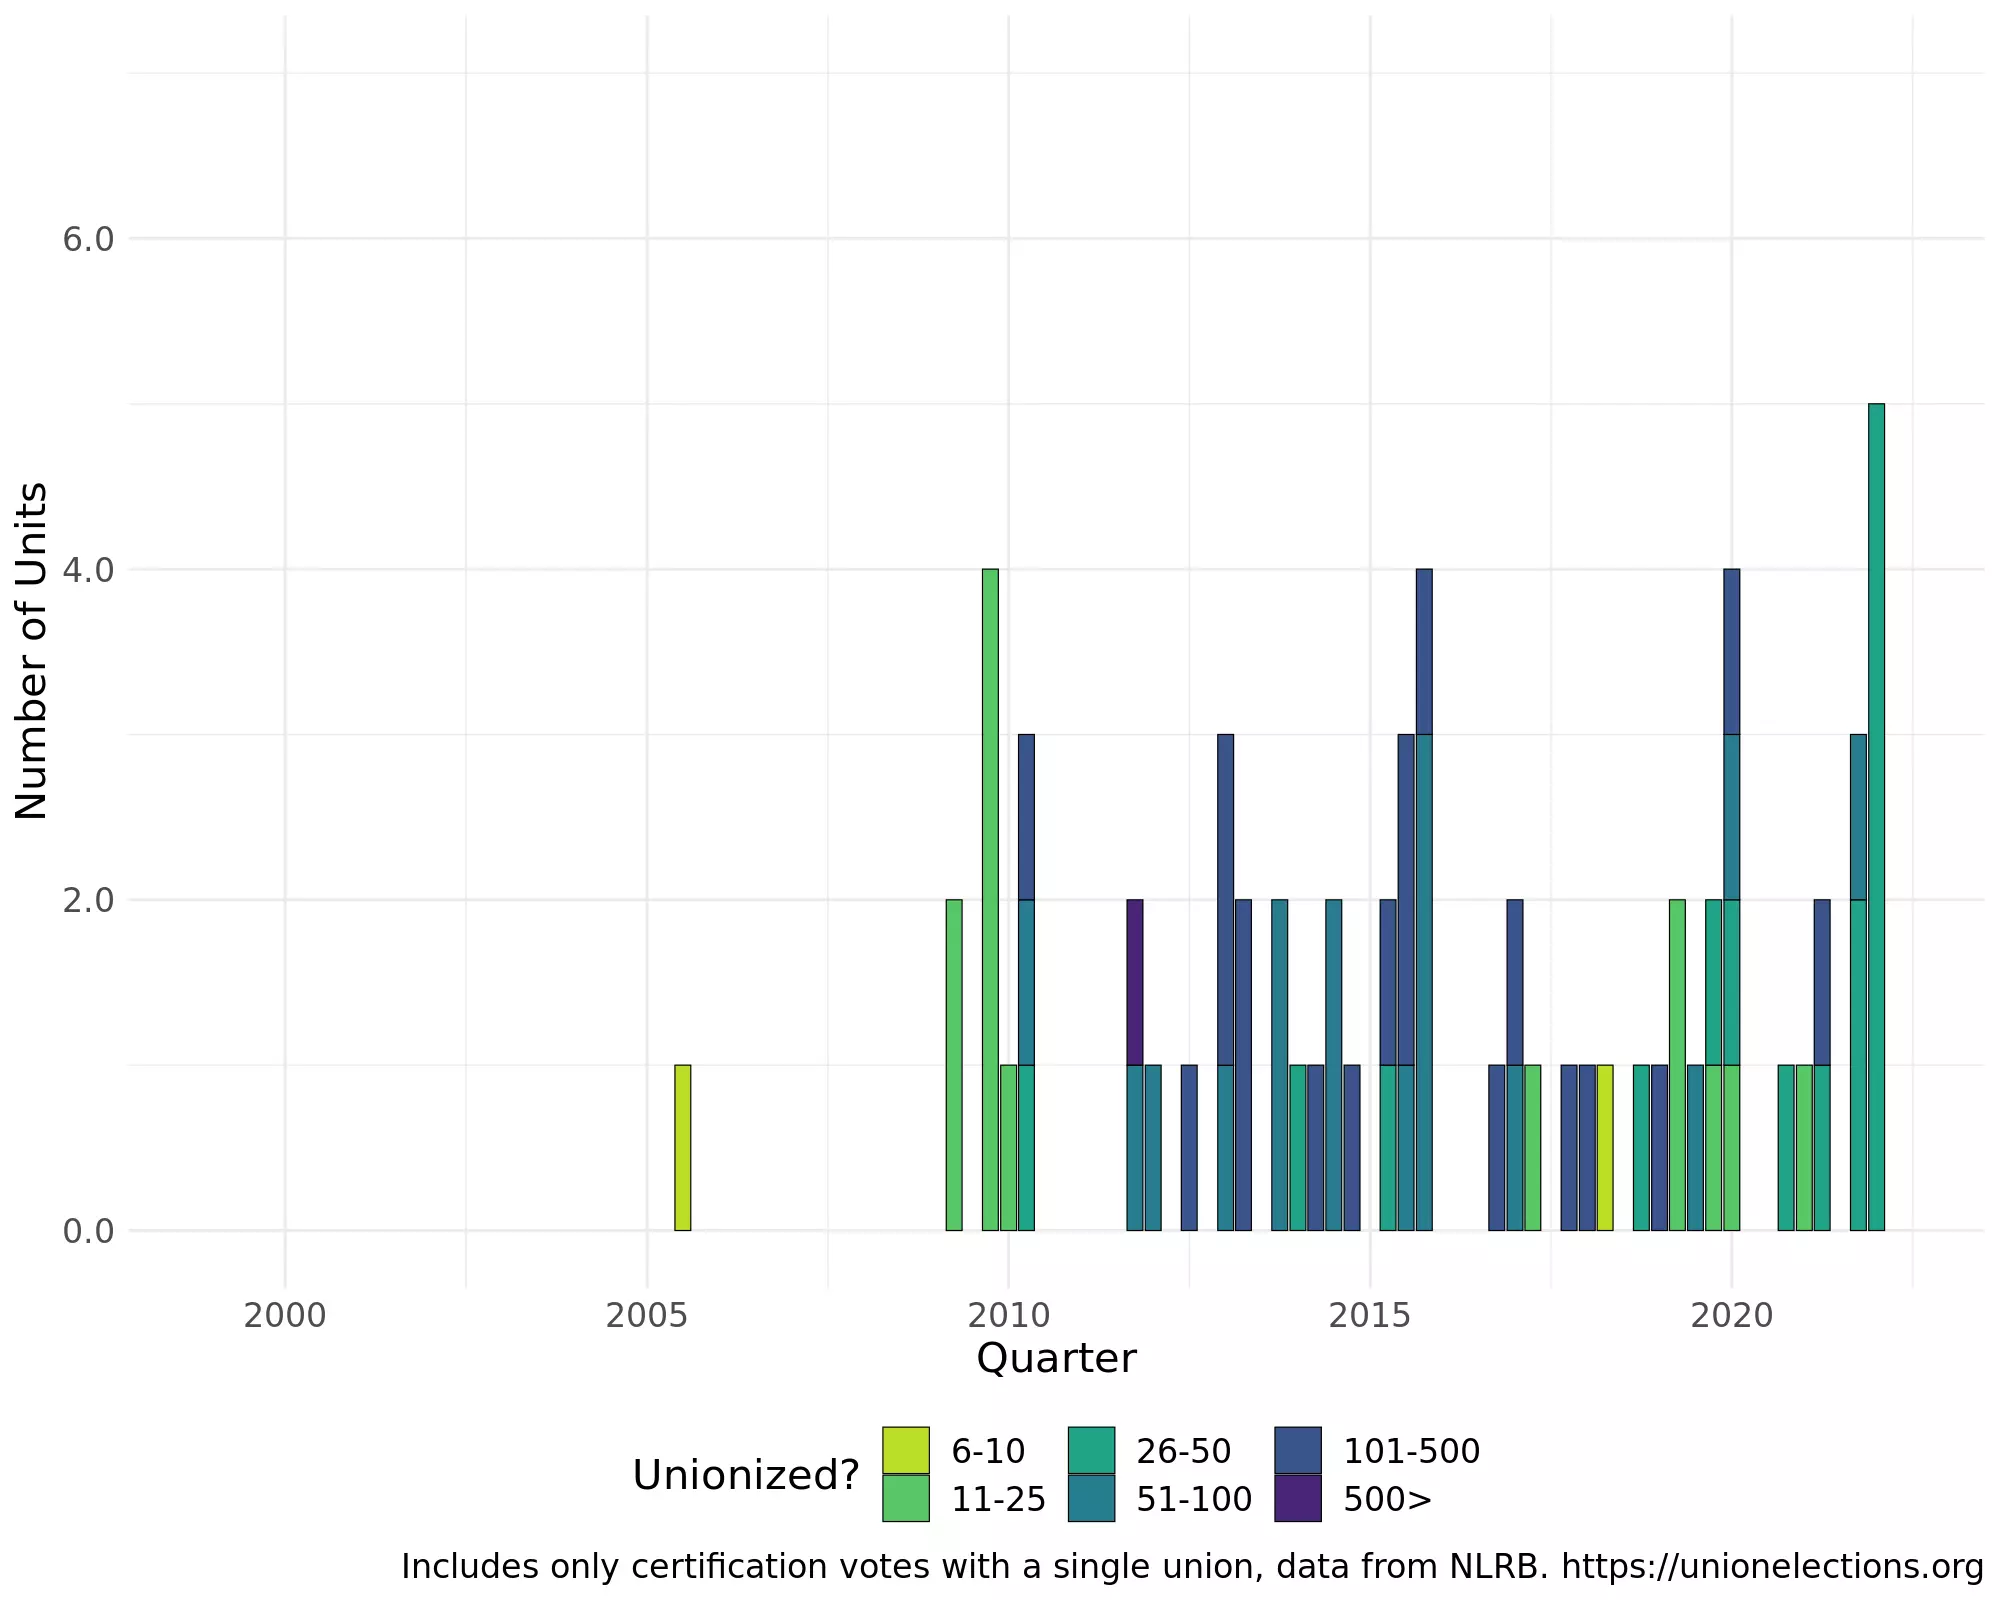 6.0
4.0
2.0
0.0
Number of Units
2000 2005 2010 2015 2020
Quarter
Unionized?
6-10 26-50 101-500
11-25 51-100 500>
Includes only certification votes with a single union, data from NLRB. https://unionelections.org